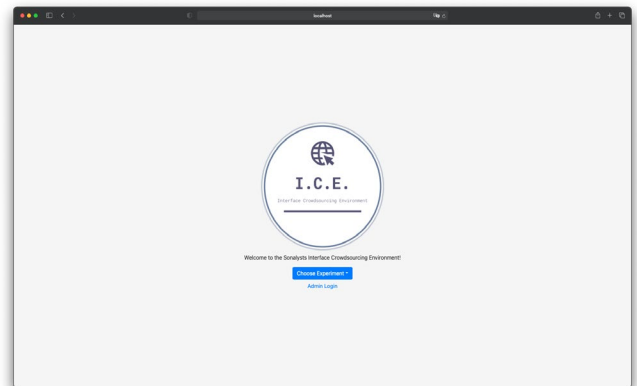 localhost
I.C.E.
Interface Crowdsourcing Environment
Welcome to the Sonalysts Interface Crowdsourcing Environment!
Choose Experiment
Admin Login